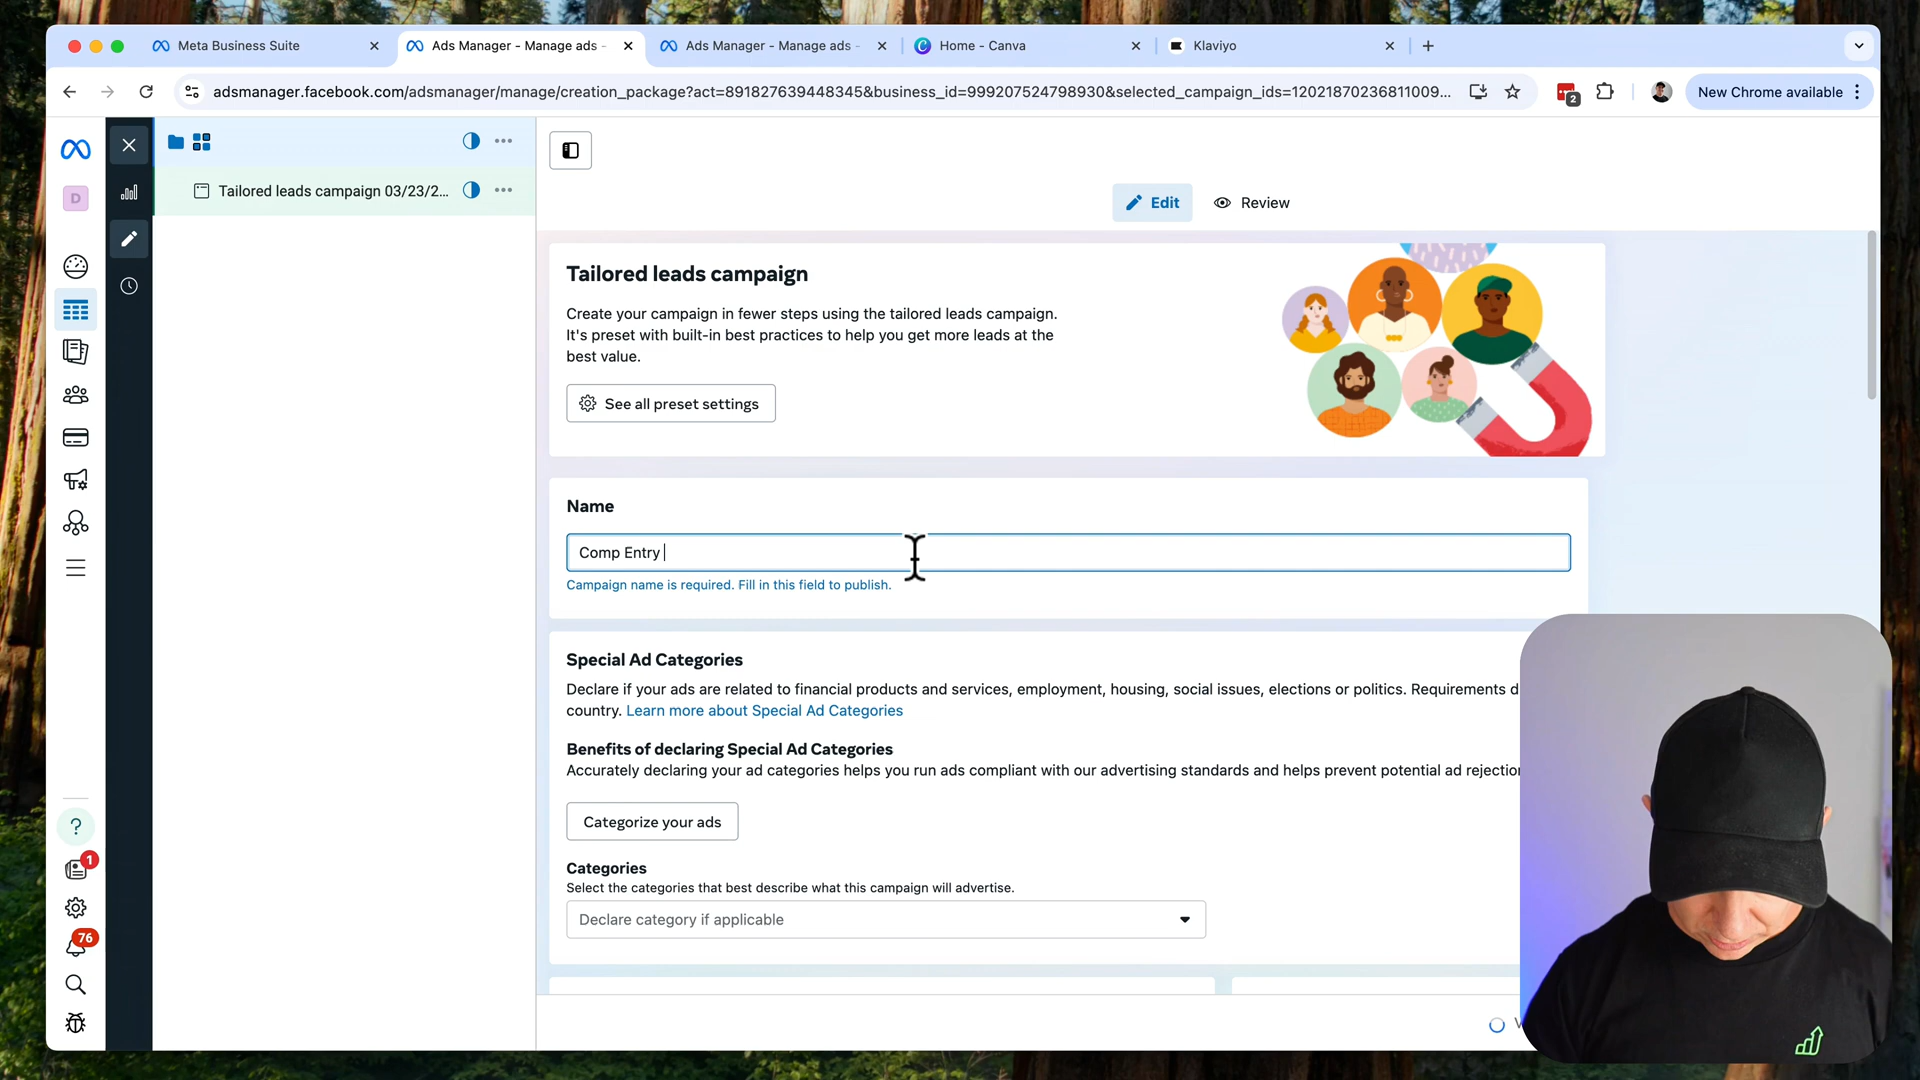 Meta Business Suite
Ads Manager - Manage ads -
Ads Manager - Manage ads -
Home - Canva
Klaviyo
adsmanager.facebook.com/adsmanager/manage/creation_package?act=891827639448345&business_id=999207524798930&selected_campaign_ids=12021870236811009...
2
New Chrome available
D
Tailored leads campaign 03/23/2...
Edit
Review
Tailored leads campaign
Create your campaign in fewer steps using the tailored leads campaign.
It's preset with built-in best practices to help you get more leads at the
best value.
See all preset settings
Name
Comp Entry
Campaign name is required. Fill in this field to publish.
Special Ad Categories
Declare if your ads are related to financial products and services, employment, housing, social issues, elections or politics. Requirements
country. Learn more about Special Ad Categories
Benefits of declaring Special Ad Categories
Accurately declaring your ad categories helps you run ads compliant with our advertising standards and helps prevent potential ad
Categorize your ads
Categories
Select the categories that best describe what this campaign will advertise.
Declare category if applicable
?
1
76